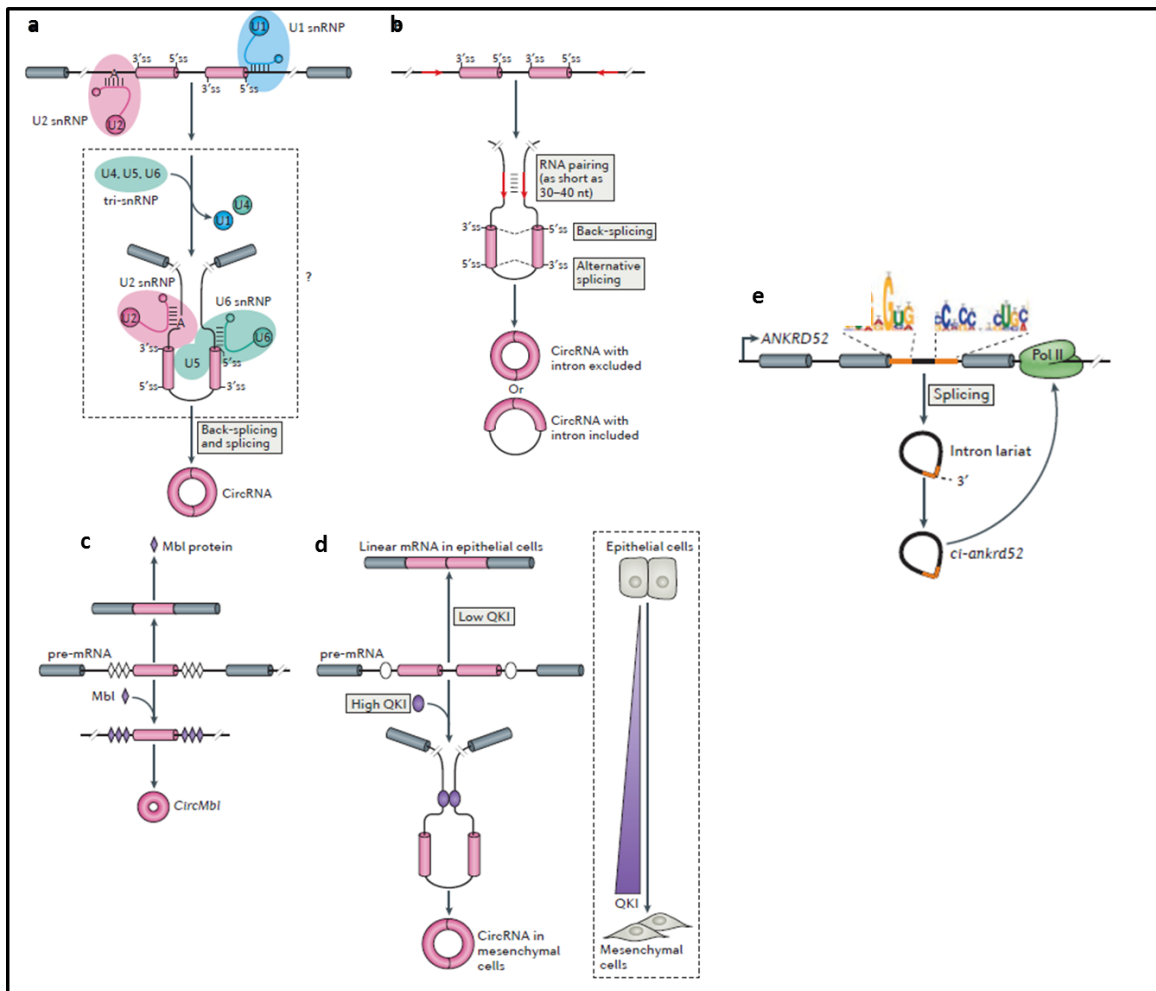 a
U1
U1 snRNP
3′ss 5′ss
3′ss 5′ss
A
U2 snRNP
U2
U4, U5, U6
tri-snRNP
U4
U1
?
U2 snRNP
U6 snRNP
U2
A
U6
3′ss
U5
5′ss
5′ss
3′ss
Back-splicing
and splicing
CircRNA
b
3′ss 5′ss 3′ss 5′ss
RNA pairing
(as short as
30–40 nt)
3′ss
5′ss
Back-splicing
5′ss
3′ss
Alternative
splicing
CircRNA with
intron excluded
Or
CircRNA with
intron included
c
Mbl protein
pre-mRNA
Mbl
CircMbl
d
Linear mRNA in epithelial cells
Low QKI
pre-mRNA
High QKI
CircRNA in
mesenchymal
cells
Epithelial cells
QKI
Mesenchymal
cells
e
ANKRD52
Pol II
Splicing
Intron lariat
3′
ci-ankrd52